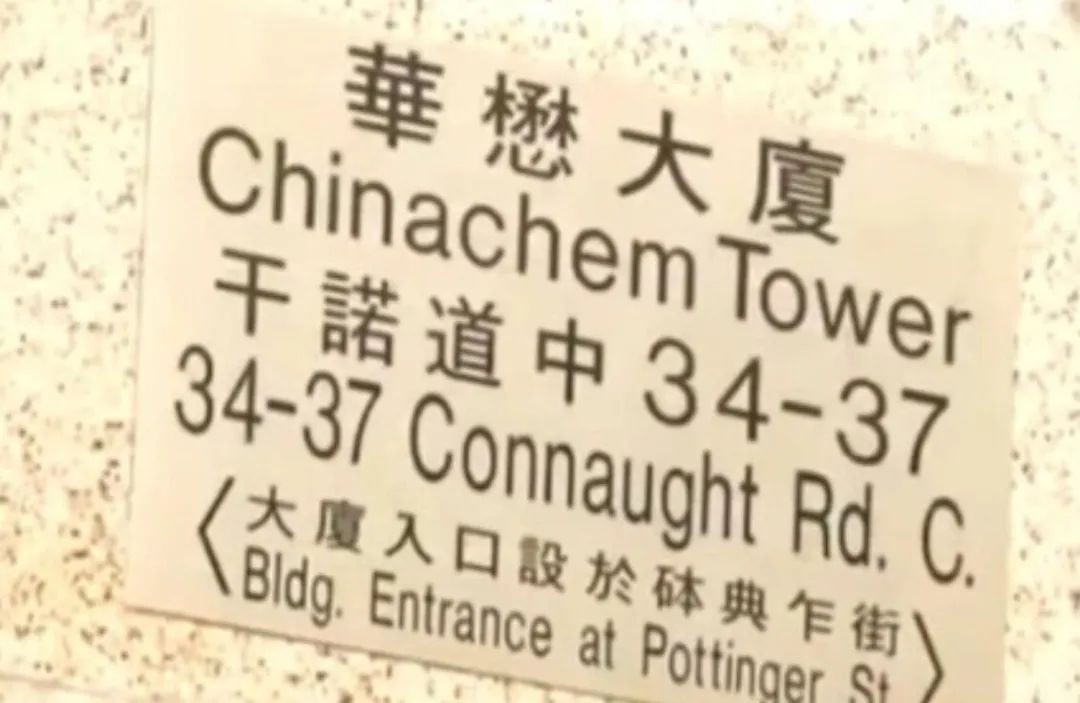 華懋大廈
Chinachem Tower
干諾道中34-37
34-37 Connaught Rd. C.
〈大廈入口設於砵典乍街〉
Bldg. Entrance at Pottinger St